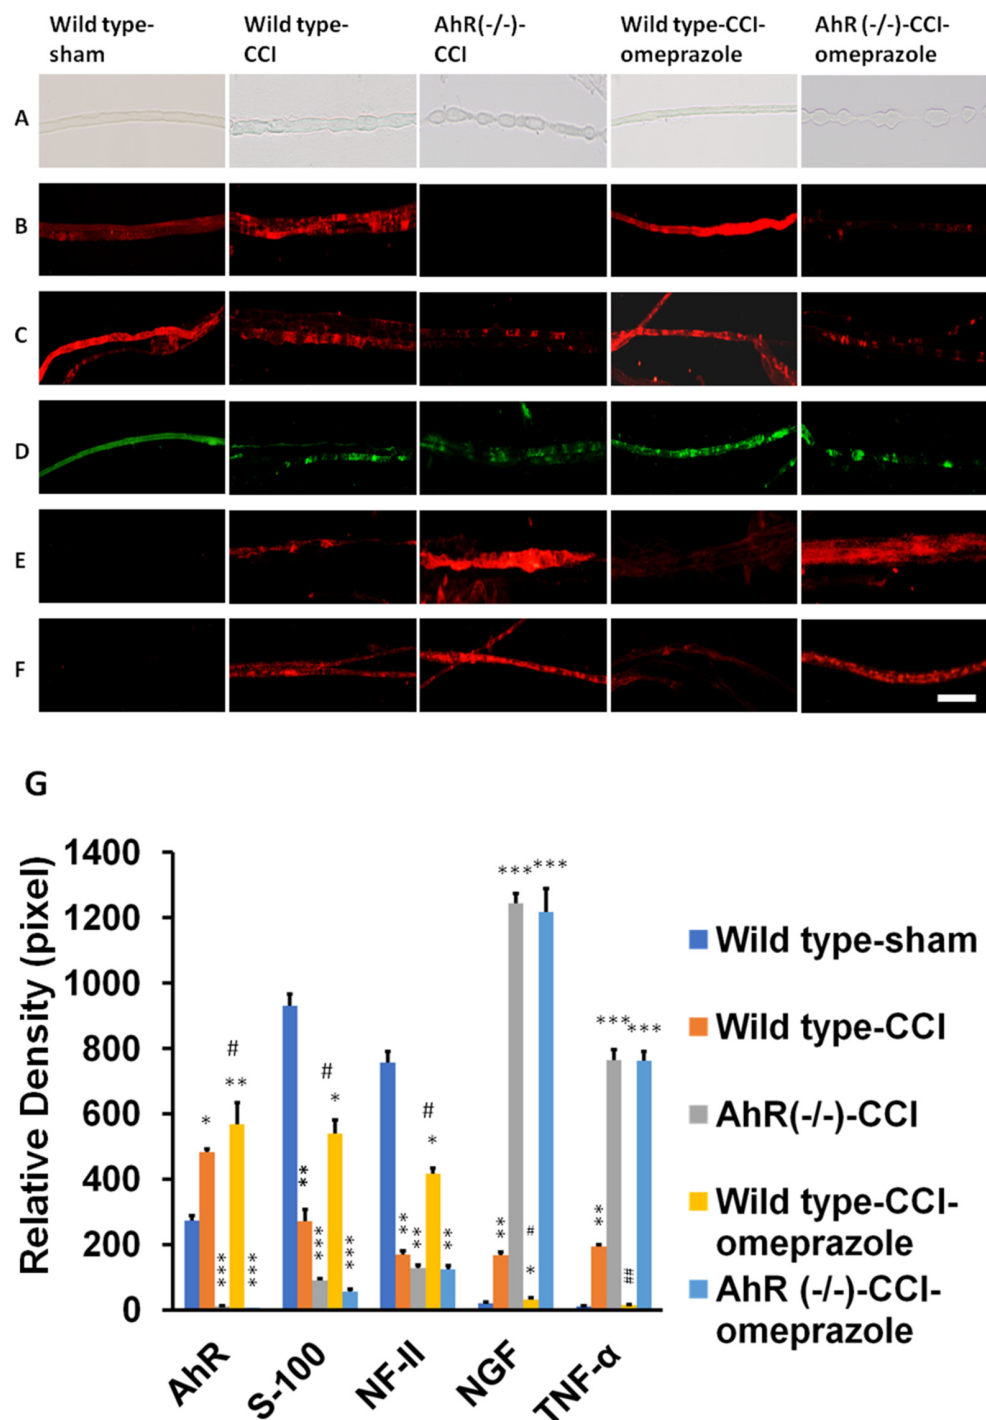 Wild type-
sham
Wild type-
CCI
AhR(-/-)-
CCI
Wild type-CCI-
omeprazole
AhR (-/-)-CCI-
omeprazole
A
B
C
D
E
F
G
Relative Density (pixel)
1400
1200
1000
800
600
400
200
0
*
***
#
**
***
**
***
#
*
***
**
**
#
*
**
**
***
#
*
***
**
***
##
***
AhR
S-100
NF-II
NGF
TNF-α
Wild type-sham
Wild type-CCI
AhR(-/-)-CCI
Wild type-CCI-
omeprazole
AhR (-/-)-CCI-
omeprazole